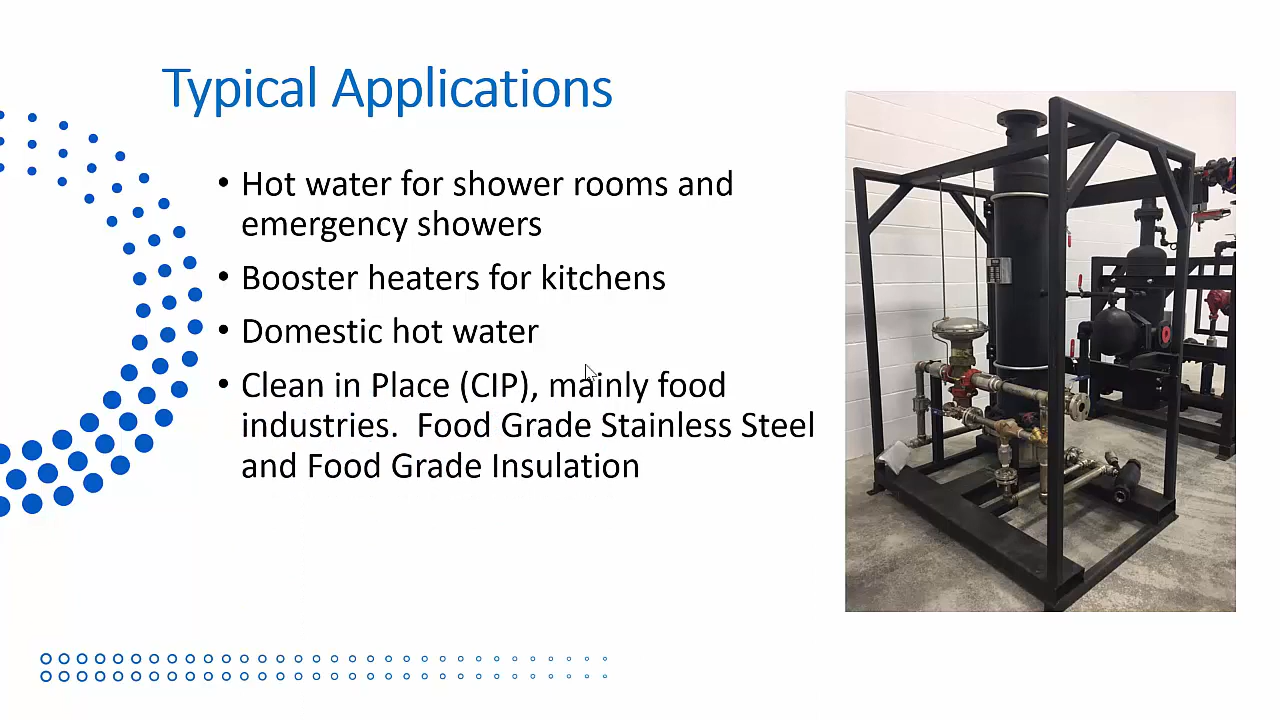 Typical Applications
• Hot water for shower rooms and
emergency showers
• Booster heaters for kitchens
• Domestic hot water
• Clean in Place (CIP), mainly food
industries.  Food Grade Stainless Steel
and Food Grade Insulation